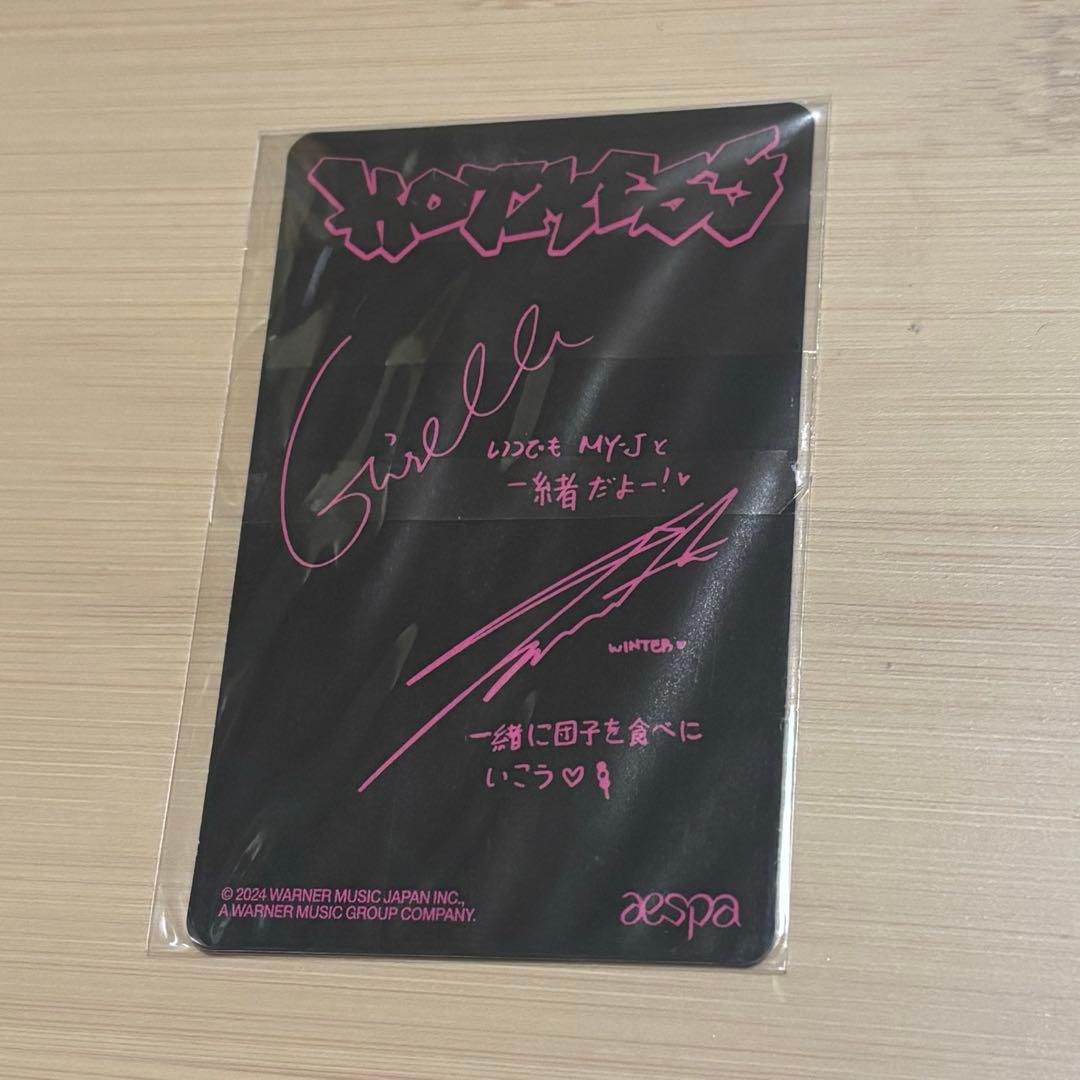 HOT MESS
Giselle
いつでも MY-Jと
一緒だよー!♥
WINTER♥
一緒に団子を食べに
いこう♡
© 2024 WARNER MUSIC JAPAN INC.,
A WARNER MUSIC GROUP COMPANY.
aespa